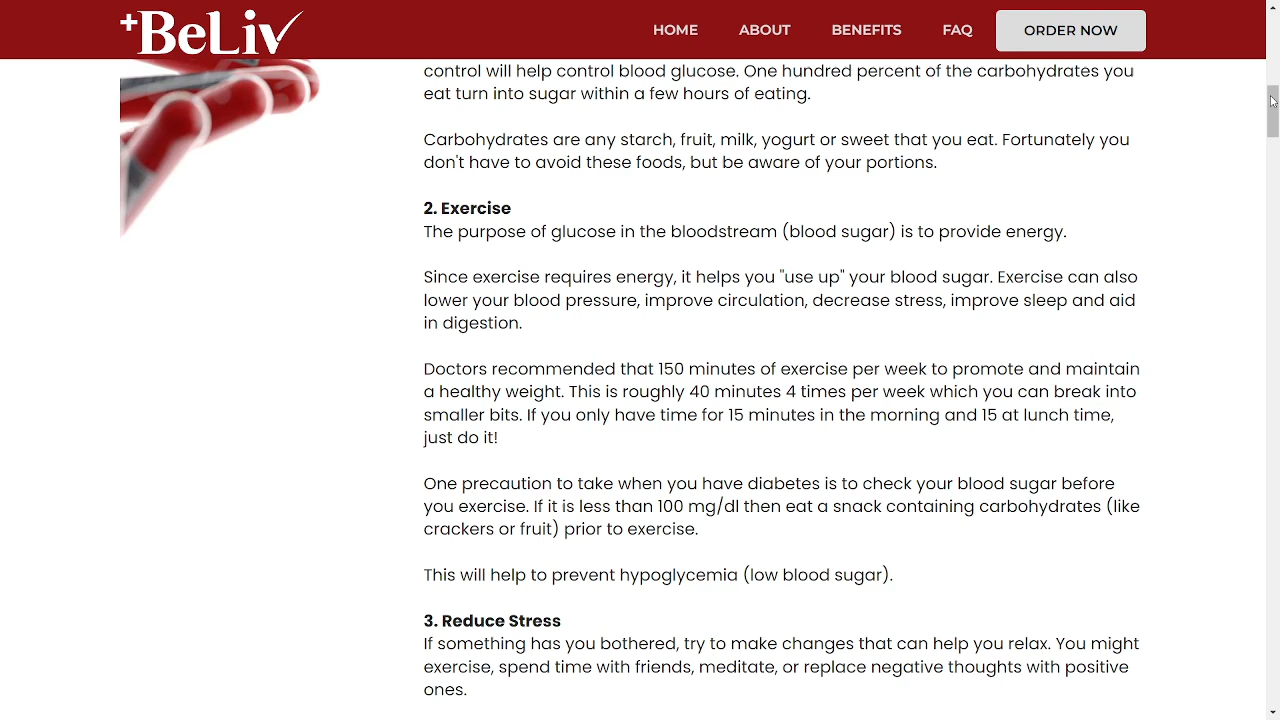 +BeLiv
HOME ABOUT BENEFITS FAQ ORDER NOW
control will help control blood glucose. One hundred percent of the carbohydrates you
eat turn into sugar within a few hours of eating.
Carbohydrates are any starch, fruit, milk, yogurt or sweet that you eat. Fortunately you
don't have to avoid these foods, but be aware of your portions.
2. Exercise
The purpose of glucose in the bloodstream (blood sugar) is to provide energy.
Since exercise requires energy, it helps you "use up" your blood sugar. Exercise can also
lower your blood pressure, improve circulation, decrease stress, improve sleep and aid
in digestion.
Doctors recommended that 150 minutes of exercise per week to promote and maintain
a healthy weight. This is roughly 40 minutes 4 times per week which you can break into
smaller bits. If you only have time for 15 minutes in the morning and 15 at lunch time,
just do it!
One precaution to take when you have diabetes is to check your blood sugar before
you exercise. If it is less than 100 mg/dl then eat a snack containing carbohydrates (like
crackers or fruit) prior to exercise.
This will help to prevent hypoglycemia (low blood sugar).
3. Reduce Stress
If something has you bothered, try to make changes that can help you relax. You might
exercise, spend time with friends, meditate, or replace negative thoughts with positive
ones.